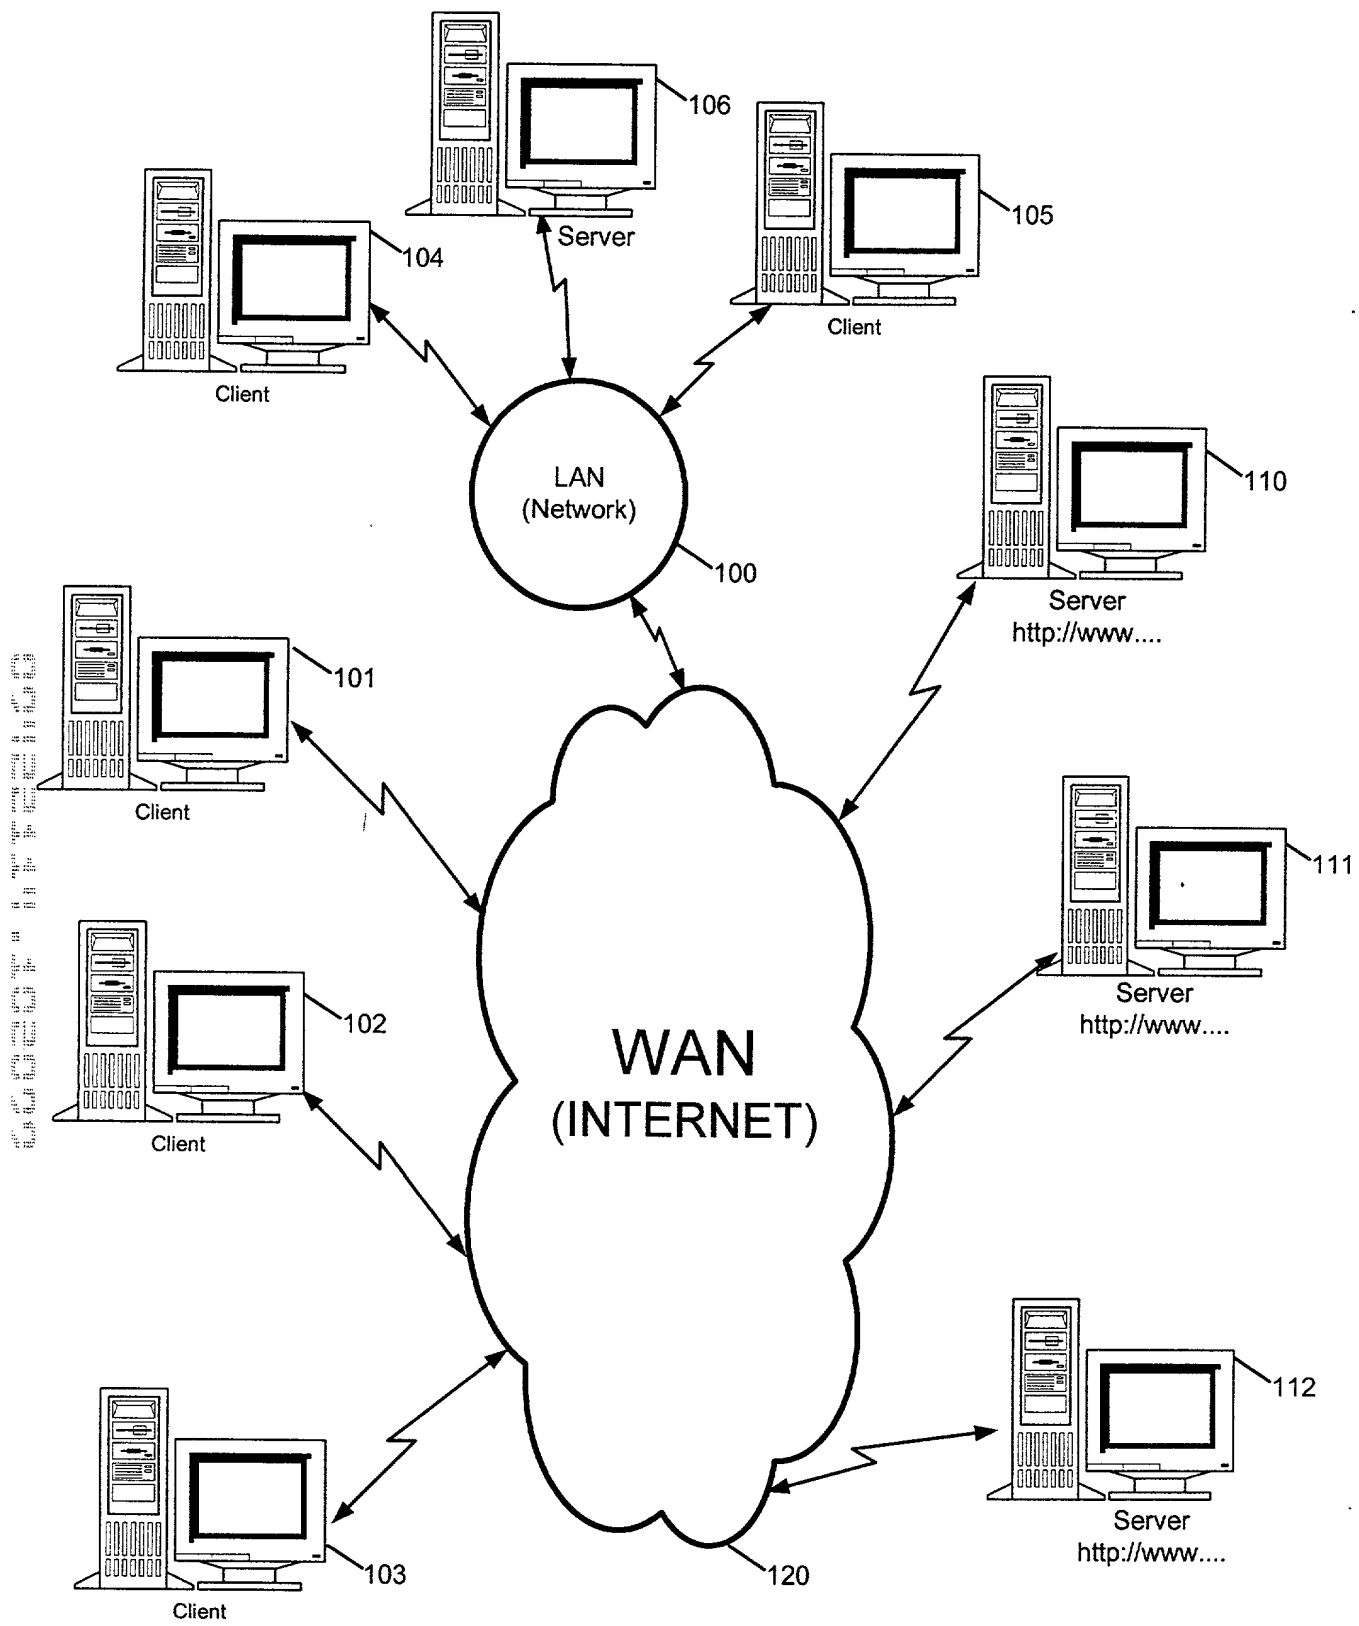 106
Server
105
Client
104
Client
LAN
(Network)
100
110
Server
http://www....
101
Client
111
Server
http://www....
102
Client
WAN
(INTERNET)
112
Server
http://www....
103
Client
120